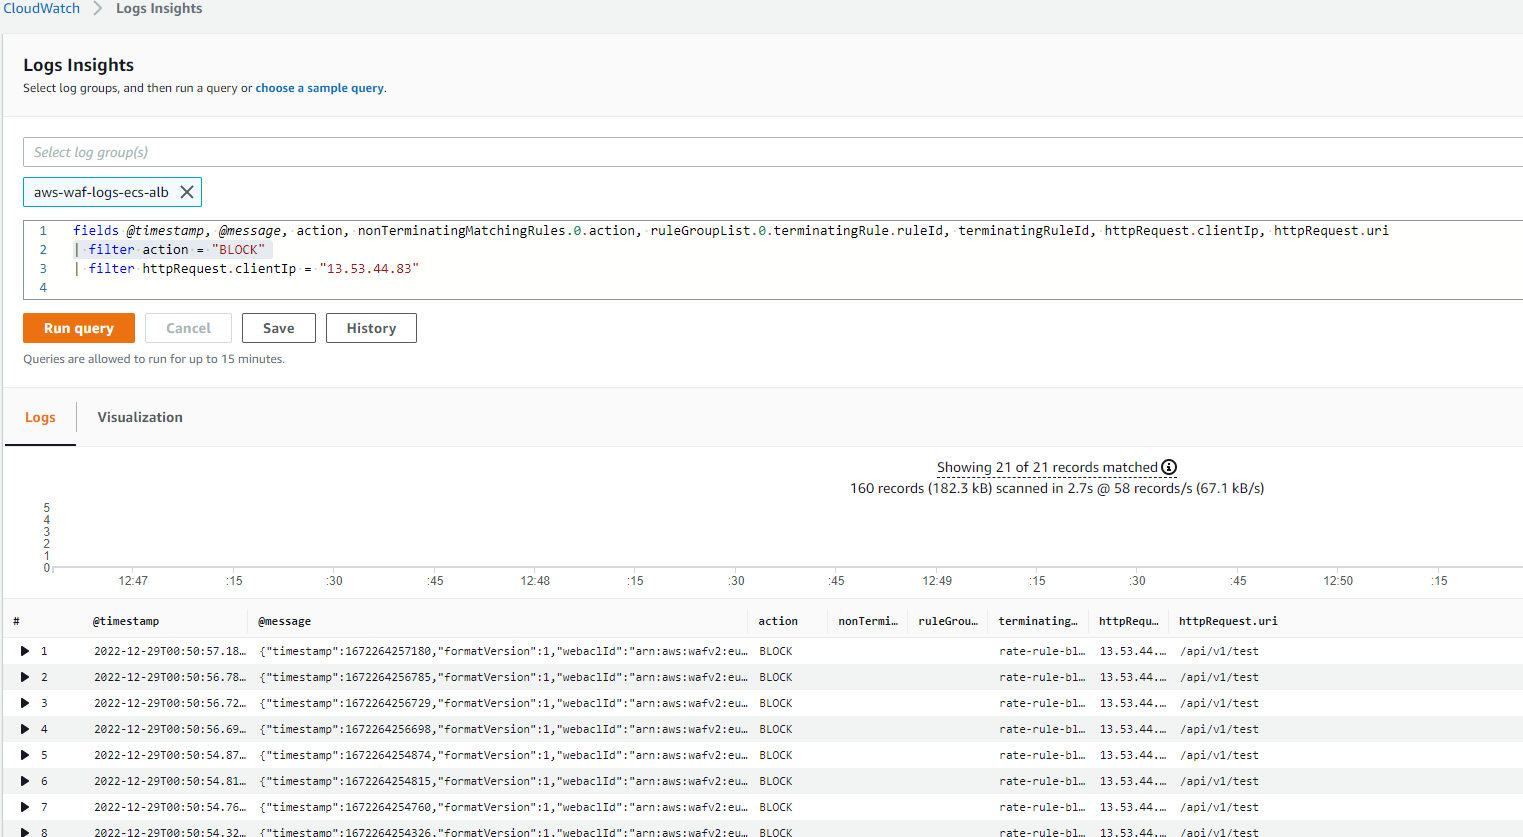 CloudWatch > Logs Insights
Logs Insights
Select log groups, and then run a query or choose a sample query.
Select log group(s)
aws-waf-logs-ecs-alb
1 fields @timestamp, @message, action, nonTerminatingMatchingRules.0.action, ruleGroupList.0.terminatingRule.ruleId, terminatingRuleId, httpRequest.clientIp, httpRequest.uri
2 | filter action = "BLOCK"
3 | filter httpRequest.clientIp = "13.53.44.83"
4
Run query Cancel Save History
Queries are allowed to run for up to 15 minutes.
Logs Visualization
Showing 21 of 21 records matched
160 records (182.3 kB) scanned in 2.7s @ 58 records/s (67.1 kB/s)
5
4
3
2
1
0
12:47 :15 :30 :45 12:48 :15 :30 :45 12:49 :15 :30 :45 12:50 :15
# @timestamp @message action nonTermi... ruleGrou... terminating... httpRequ... httpRequest.uri
1 2022-12-29T00:50:57.18... {"timestamp":1672264257180,"formatVersion":1,"webaclId":"arn:aws:wafv2:eu... BLOCK rate-rule-bl... 13.53.44.... /api/v1/test
2 2022-12-29T00:50:56.78... {"timestamp":1672264256785,"formatVersion":1,"webaclId":"arn:aws:wafv2:eu... BLOCK rate-rule-bl... 13.53.44.... /api/v1/test
3 2022-12-29T00:50:56.72... {"timestamp":1672264256729,"formatVersion":1,"webaclId":"arn:aws:wafv2:eu... BLOCK rate-rule-bl... 13.53.44.... /api/v1/test
4 2022-12-29T00:50:56.69... {"timestamp":1672264256698,"formatVersion":1,"webaclId":"arn:aws:wafv2:eu... BLOCK rate-rule-bl... 13.53.44.... /api/v1/test
5 2022-12-29T00:50:54.87... {"timestamp":1672264254874,"formatVersion":1,"webaclId":"arn:aws:wafv2:eu... BLOCK rate-rule-bl... 13.53.44.... /api/v1/test
6 2022-12-29T00:50:54.81... {"timestamp":1672264254815,"formatVersion":1,"webaclId":"arn:aws:wafv2:eu... BLOCK rate-rule-bl... 13.53.44.... /api/v1/test
7 2022-12-29T00:50:54.76... {"timestamp":1672264254760,"formatVersion":1,"webaclId":"arn:aws:wafv2:eu... BLOCK rate-rule-bl... 13.53.44.... /api/v1/test
8 2022-12-29T00:50:54.32... {"timestamp":1672264254326,"formatVersion":1,"webaclId":"arn:aws:wafv2:eu... BLOCK rate-rule-bl... 13.53.44.... /api/v1/test